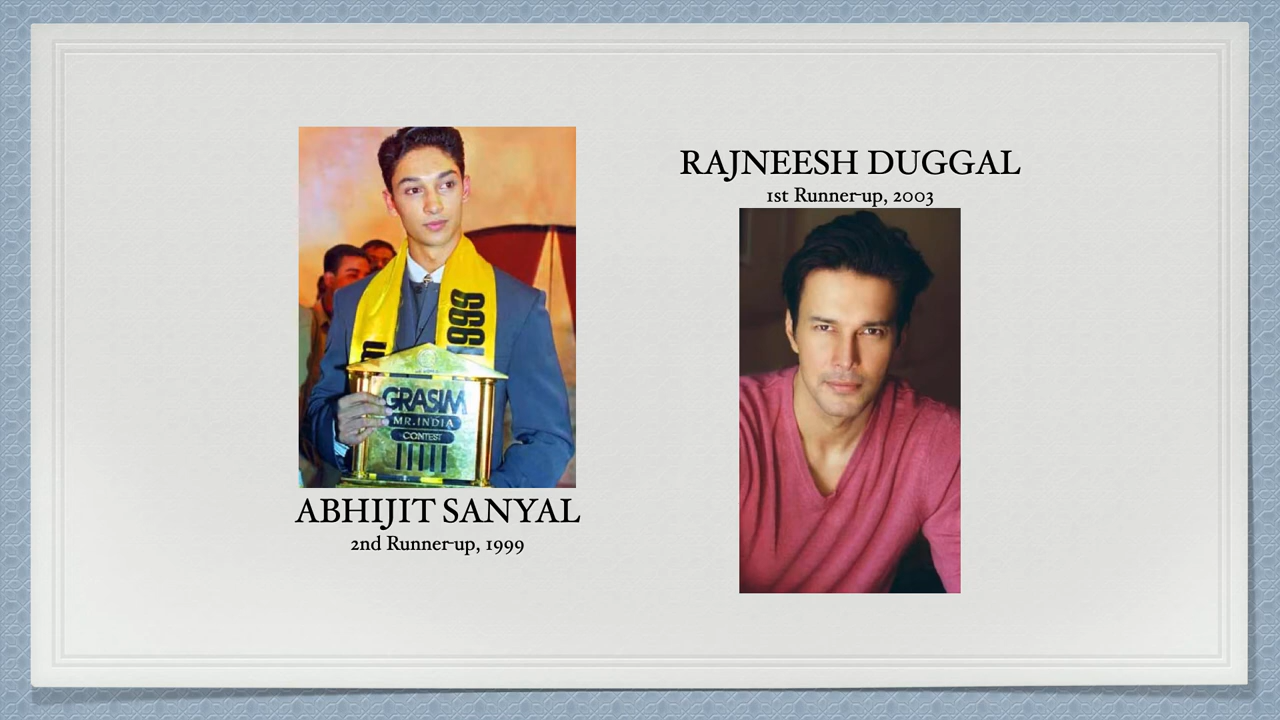 1999
GRASIM
MR. INDIA
CONTEST
ABHIJIT SANYAL
2nd Runner-up, 1999
RAJNEESH DUGGAL
1st Runner-up, 2003